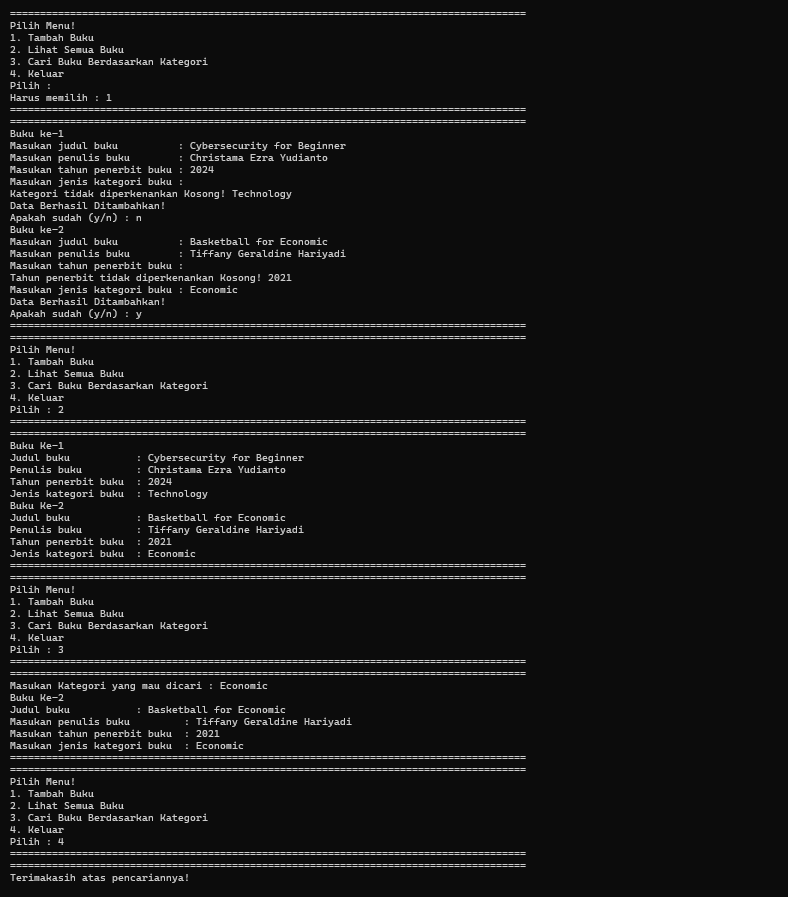 ======================================================================================
Pilih Menu!
1. Tambah Buku
2. Lihat Semua Buku
3. Cari Buku Berdasarkan Kategori
4. Keluar
Pilih :
Harus memilih : 1
======================================================================================
======================================================================================
Buku ke-1
Masukan judul buku          : Cybersecurity for Beginner
Masukan penulis buku        : Christama Ezra Yudianto
Masukan tahun penerbit buku : 2024
Masukan jenis kategori buku :
Kategori tidak diperkenankan Kosong! Technology
Data Berhasil Ditambahkan!
Apakah sudah (y/n) : n
Buku ke-2
Masukan judul buku          : Basketball for Economic
Masukan penulis buku        : Tiffany Geraldine Hariyadi
Masukan tahun penerbit buku :
Tahun penerbit tidak diperkenankan Kosong! 2021
Masukan jenis kategori buku : Economic
Data Berhasil Ditambahkan!
Apakah sudah (y/n) : y
======================================================================================
======================================================================================
Pilih Menu!
1. Tambah Buku
2. Lihat Semua Buku
3. Cari Buku Berdasarkan Kategori
4. Keluar
Pilih : 2
======================================================================================
======================================================================================
Buku Ke-1
Judul buku           : Cybersecurity for Beginner
Penulis buku         : Christama Ezra Yudianto
Tahun penerbit buku  : 2024
Jenis kategori buku  : Technology
Buku Ke-2
Judul buku           : Basketball for Economic
Penulis buku         : Tiffany Geraldine Hariyadi
Tahun penerbit buku  : 2021
Jenis kategori buku  : Economic
======================================================================================
======================================================================================
Pilih Menu!
1. Tambah Buku
2. Lihat Semua Buku
3. Cari Buku Berdasarkan Kategori
4. Keluar
Pilih : 3
======================================================================================
======================================================================================
Masukan Kategori yang mau dicari : Economic
Buku Ke-2
Judul buku           : Basketball for Economic
Masukan penulis buku         : Tiffany Geraldine Hariyadi
Masukan tahun penerbit buku  : 2021
Masukan jenis kategori buku  : Economic
======================================================================================
======================================================================================
Pilih Menu!
1. Tambah Buku
2. Lihat Semua Buku
3. Cari Buku Berdasarkan Kategori
4. Keluar
Pilih : 4
======================================================================================
======================================================================================
Terimakasih atas pencariannya!